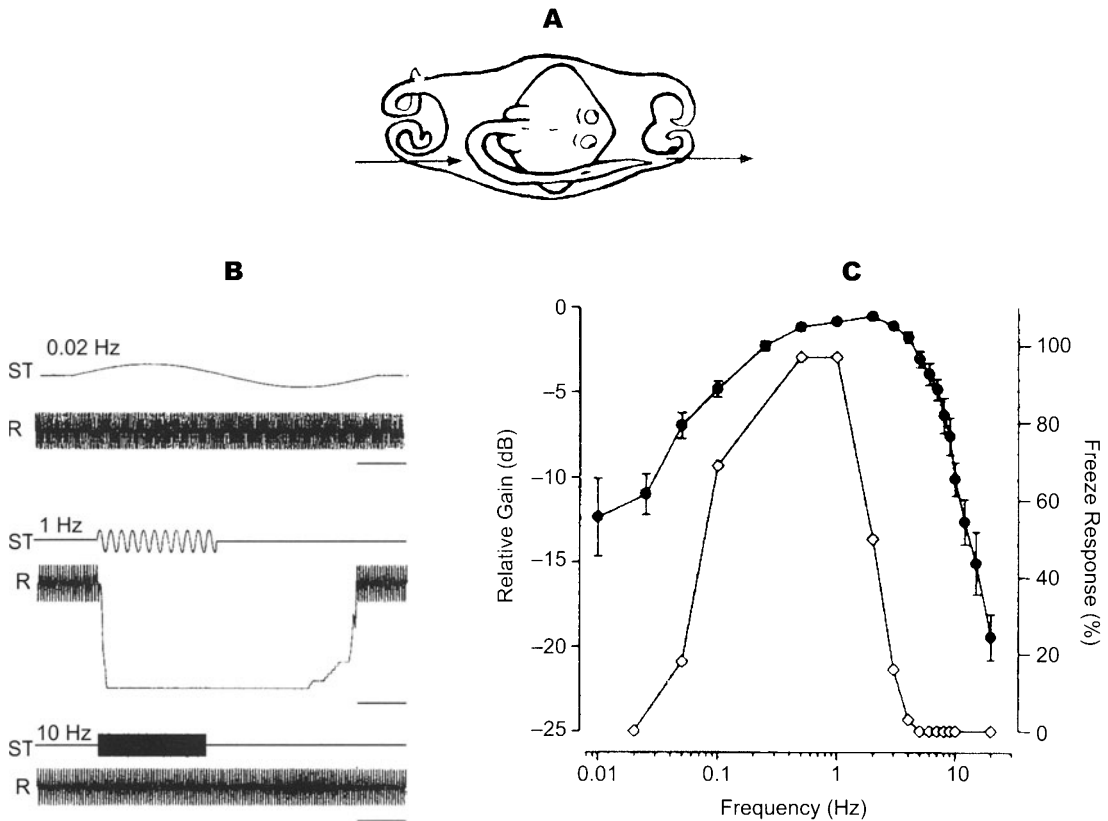 A
B
0.02 Hz
ST
R
1 Hz
ST
R
10 Hz
ST
R
C
0
−5
−10
−15
−20
−25
Relative Gain (dB)
100
80
60
40
20
0
Freeze Response (%)
0.01
0.1
1
10
Frequency (Hz)